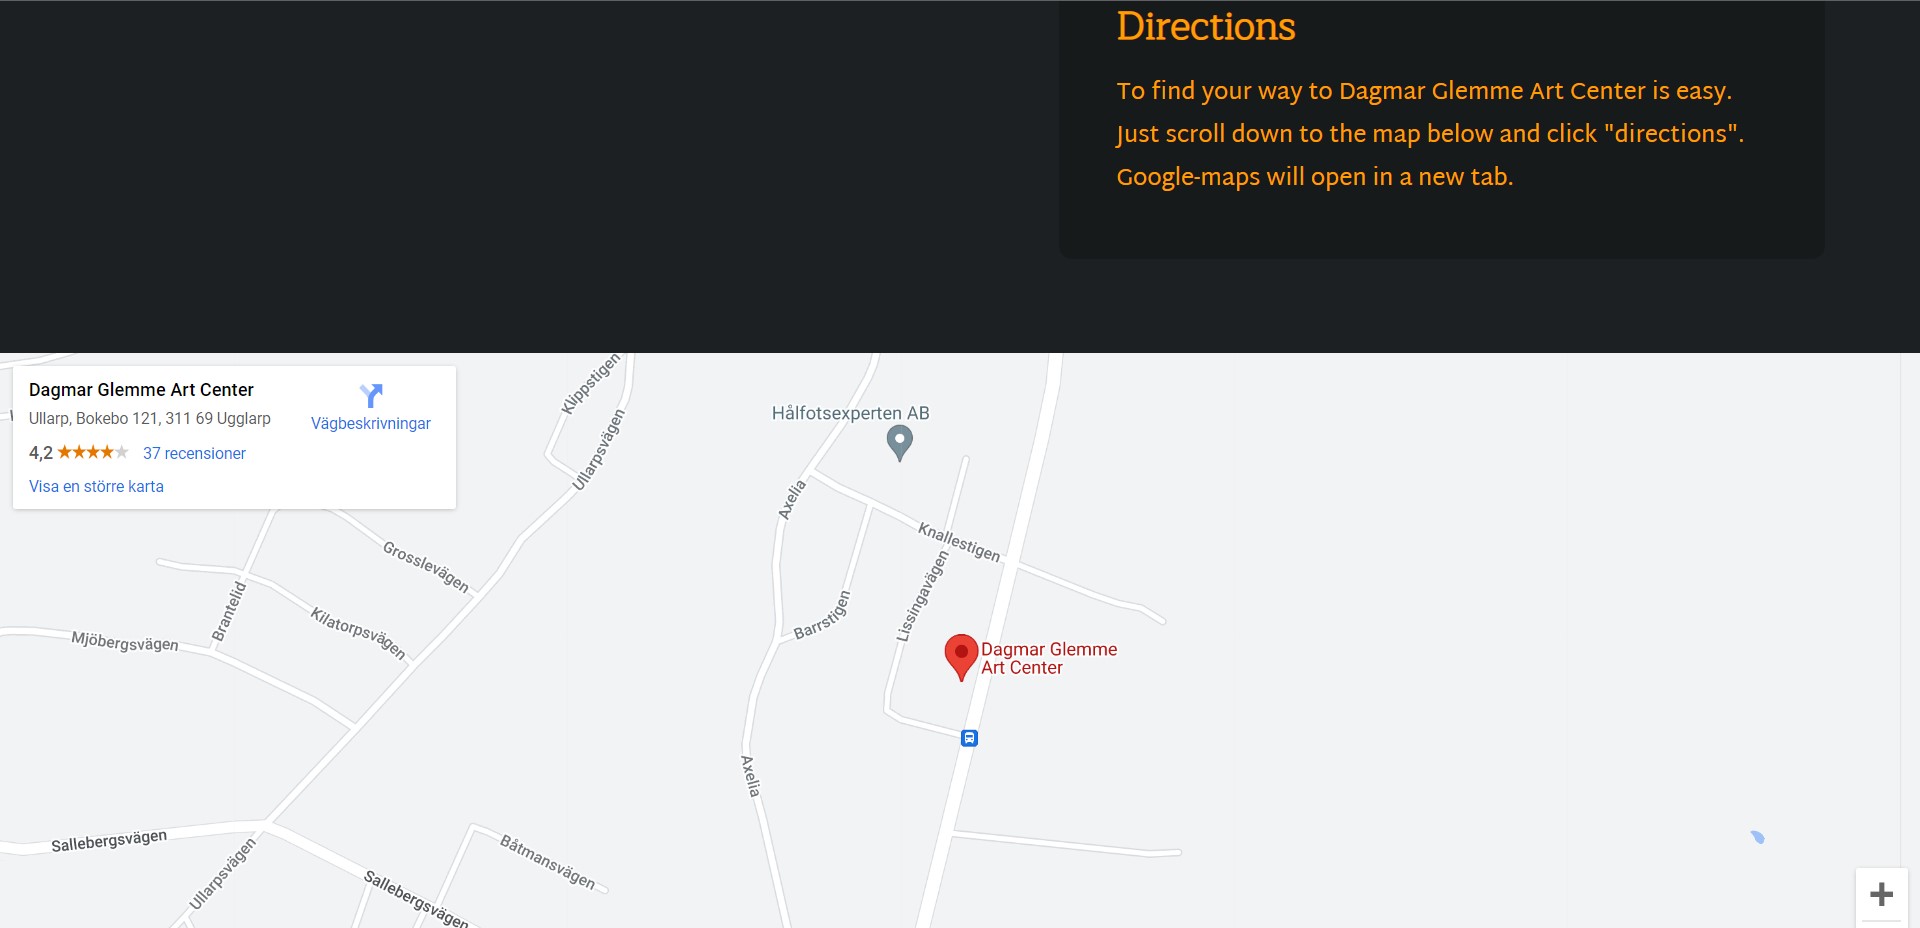 Directions
To find your way to Dagmar Glemme Art Center is easy.
Just scroll down to the map below and click "directions".
Google-maps will open in a new tab.
Dagmar Glemme Art Center
Ullarp, Bokebo 121, 311 69 Ugglarp
Vägbeskrivningar
4,2
37 recensioner
Visa en större karta
Klippstigen
Ullarpsvägen
Hålfotsexperten AB
Axelia
Knallestigen
Grosslevägen
Lissingavägen
Brantelid
Kilatorpsvägen
Barrstigen
Mjöbergsvägen
Dagmar Glemme
Art Center
Axelia
Sallebergsvägen
Ullarpsvägen
Båtmansvägen
Sallebergsvägen
+